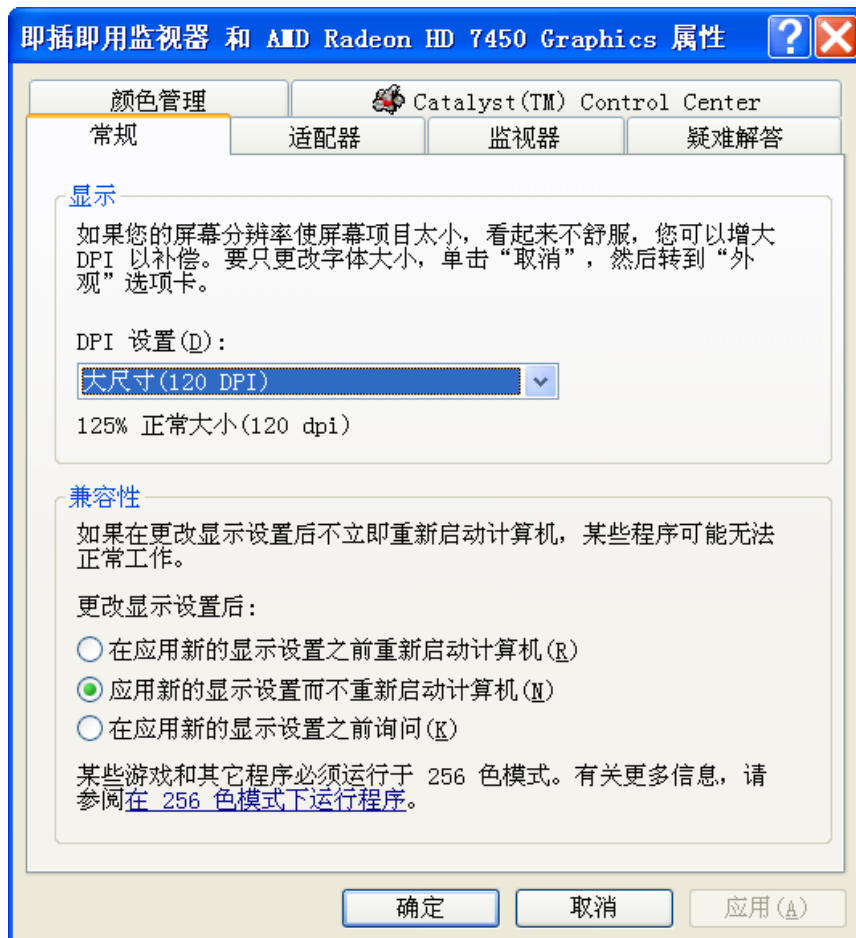 即插即用监视器 和 AMD Radeon HD 7450 Graphics 属性
颜色管理
Catalyst(TM) Control Center
常规
适配器
监视器
疑难解答
显示
如果您的屏幕分辨率使屏幕项目太小，看起来不舒服，您可以增大
DPI 以补偿。要只更改字体大小，单击“取消”，然后转到“外
观”选项卡。
DPI 设置(D):
大尺寸(120 DPI)
125% 正常大小(120 dpi)
兼容性
如果在更改显示设置后不立即重新启动计算机，某些程序可能无法
正常工作。
更改显示设置后:
在应用新的显示设置之前重新启动计算机(R)
应用新的显示设置而不重新启动计算机(N)
在应用新的显示设置之前询问(K)
某些游戏和其它程序必须运行于 256 色模式。有关更多信息，请
参阅在 256 色模式下运行程序。
确定
取消
应用(A)